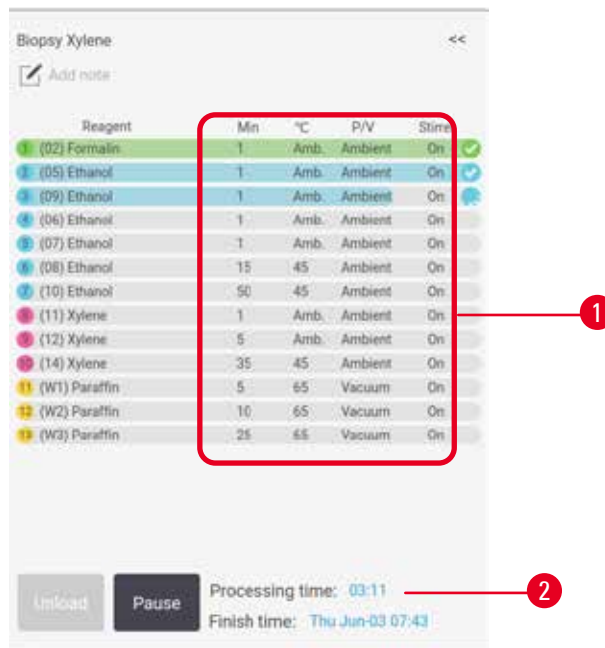 Biopsy Xylene <<
Add note
Reagent Min °C P/V Stirrer
1 (02) Formalin 1 Amb. Ambient On
2 (05) Ethanol 1 Amb. Ambient On
3 (09) Ethanol 1 Amb. Ambient On
4 (06) Ethanol 1 Amb. Ambient On
5 (07) Ethanol 1 Amb. Ambient On
6 (08) Ethanol 15 45 Ambient On
7 (10) Ethanol 50 45 Ambient On
8 (11) Xylene 1 Amb. Ambient On
9 (12) Xylene 5 Amb. Ambient On
10 (14) Xylene 35 45 Ambient On
11 (W1) Paraffin 5 65 Vacuum On
12 (W2) Paraffin 10 65 Vacuum On
13 (W3) Paraffin 25 65 Vacuum On
1
Unload Pause Processing time: 03:11 2
Finish time: Thu Jun-03 07:43